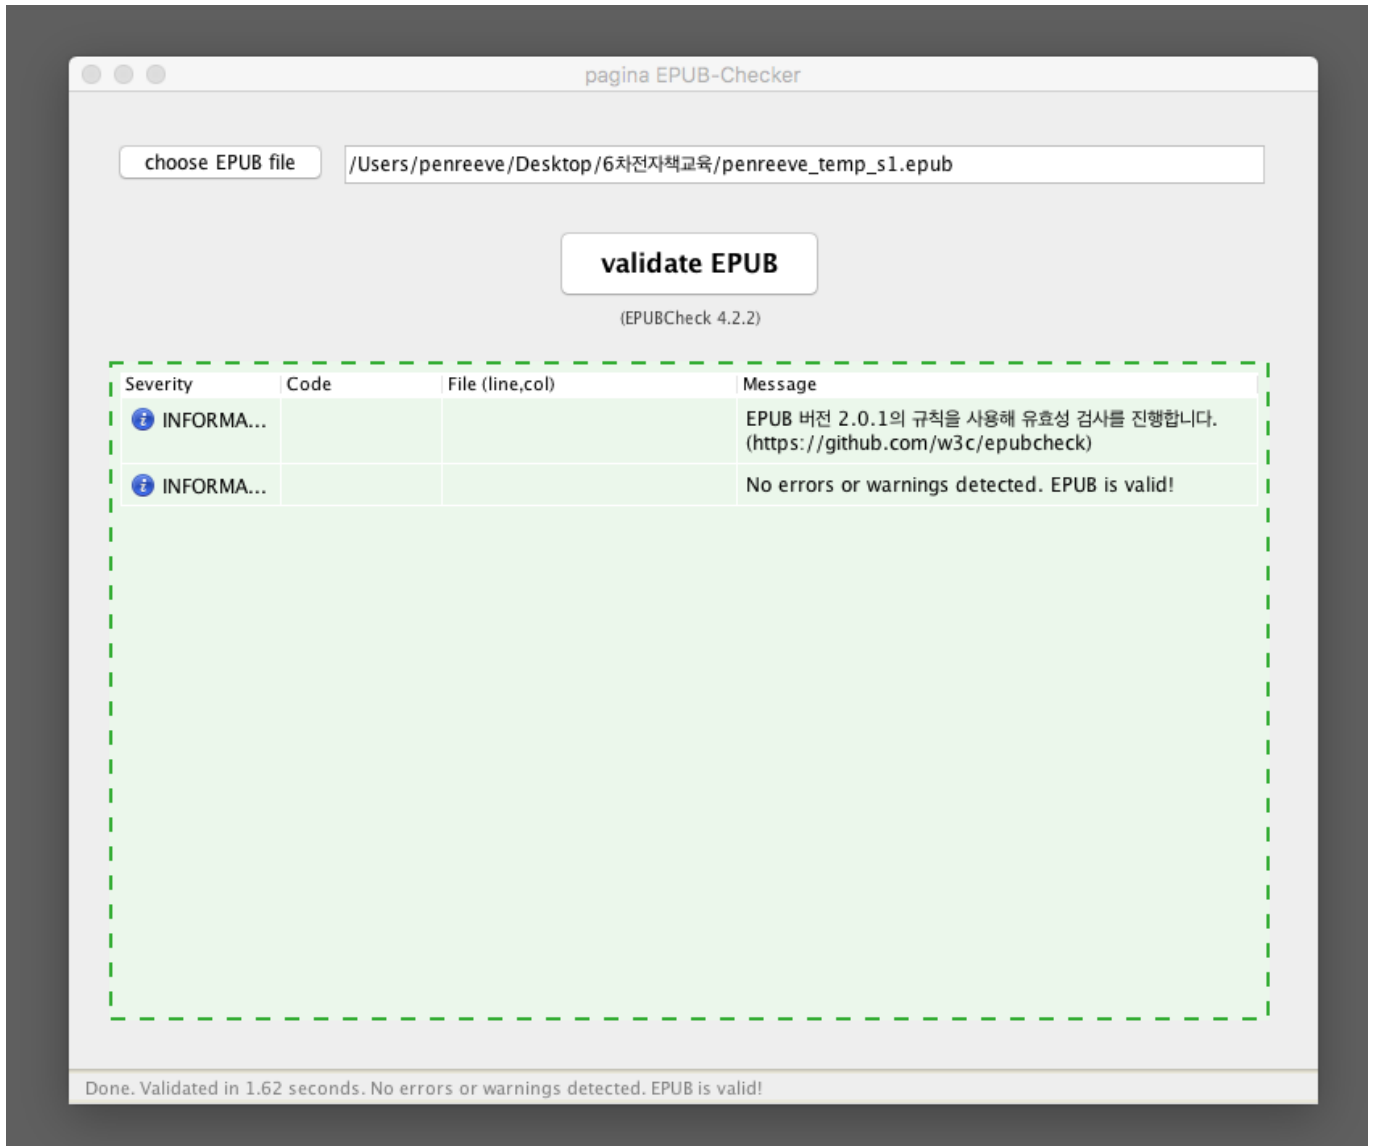 pagina EPUB-Checker
choose EPUB file
/Users/penreeve/Desktop/6차전자책교육/penreeve_temp_s1.epub
validate EPUB
(EPUBCheck 4.2.2)
Severity Code File (line,col) Message
INFORMA... EPUB 버전 2.0.1의 규칙을 사용해 유효성 검사를 진행합니다.
(https://github.com/w3c/epubcheck)
INFORMA... No errors or warnings detected. EPUB is valid!
Done. Validated in 1.62 seconds. No errors or warnings detected. EPUB is valid!